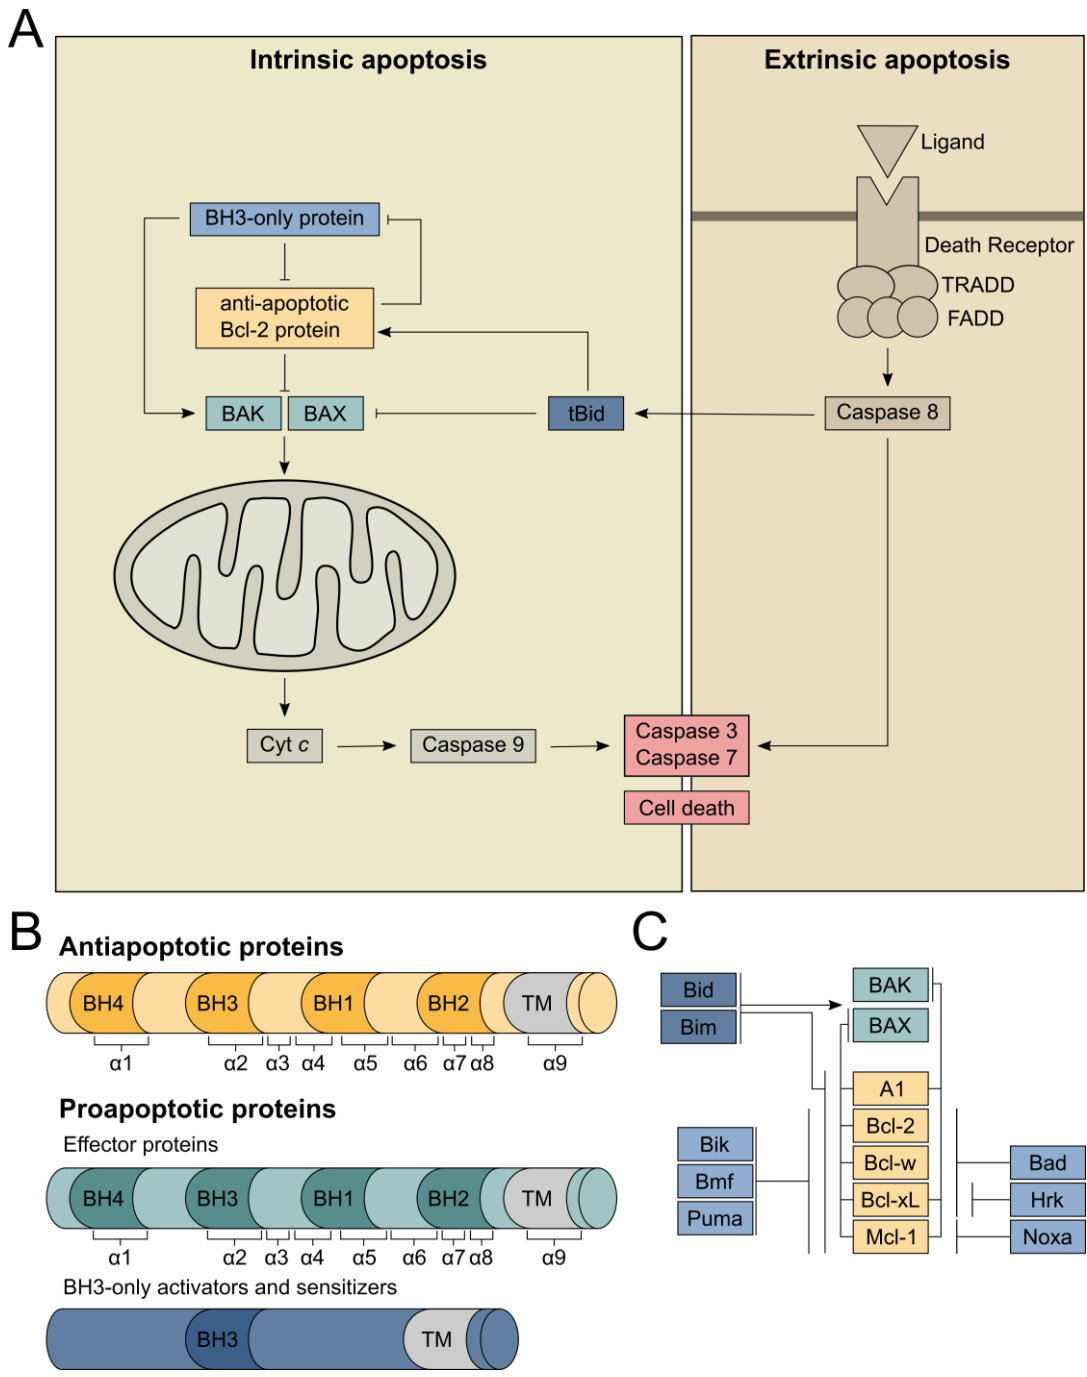 A
Intrinsic apoptosis
Extrinsic apoptosis
Ligand
BH3-only protein
Death Receptor
TRADD
FADD
anti-apoptotic
Bcl-2 protein
BAK
BAX
tBid
Caspase 8
Cyt c
Caspase 9
Caspase 3
Caspase 7
Cell death
B
Antiapoptotic proteins
BH4
BH3
BH1
BH2
TM
α1
α2
α3
α4
α5
α6
α7
α8
α9
Proapoptotic proteins
Effector proteins
BH4
BH3
BH1
BH2
TM
α1
α2
α3
α4
α5
α6
α7
α8
α9
BH3-only activators and sensitizers
BH3
TM
C
Bid
Bim
BAK
BAX
A1
Bcl-2
Bcl-w
Bcl-xL
Mcl-1
Bik
Bmf
Puma
Bad
Hrk
Noxa